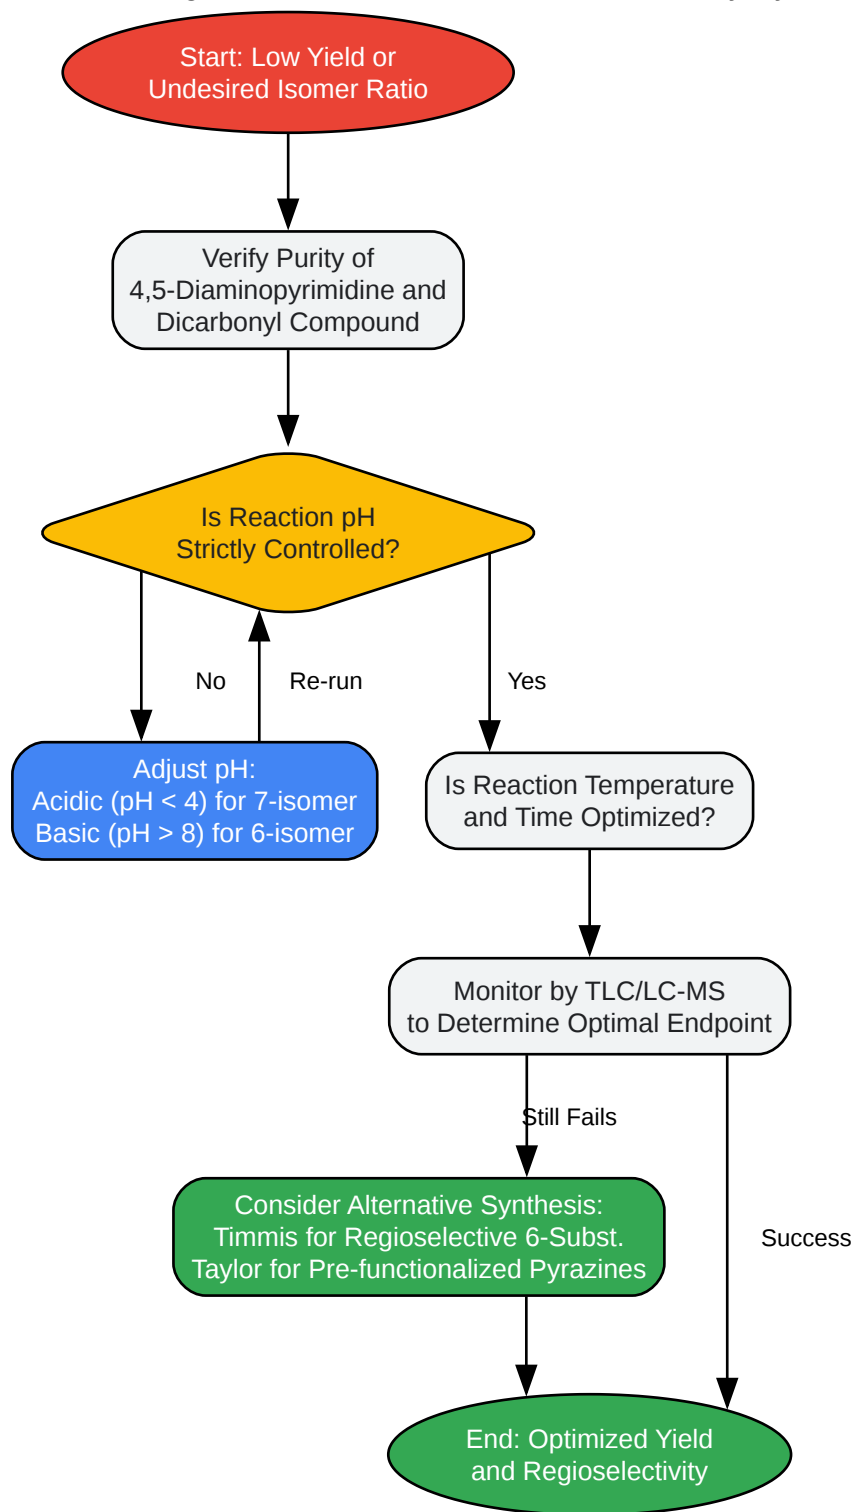 Start: Low Yield or
Undesired Isomer Ratio
Verify Purity of
4,5-Diaminopyrimidine and
Dicarbonyl Compound
Is Reaction pH
Strictly Controlled?
No
Re-run
Yes
Adjust pH:
Acidic (pH < 4) for 7-isomer
Basic (pH > 8) for 6-isomer
Is Reaction Temperature
and Time Optimized?
Monitor by TLC/LC-MS
to Determine Optimal Endpoint
Still Fails
Success
Consider Alternative Synthesis:
Timmis for Regioselective 6-Subst.
Taylor for Pre-functionalized Pyrazines
End: Optimized Yield
and Regioselectivity